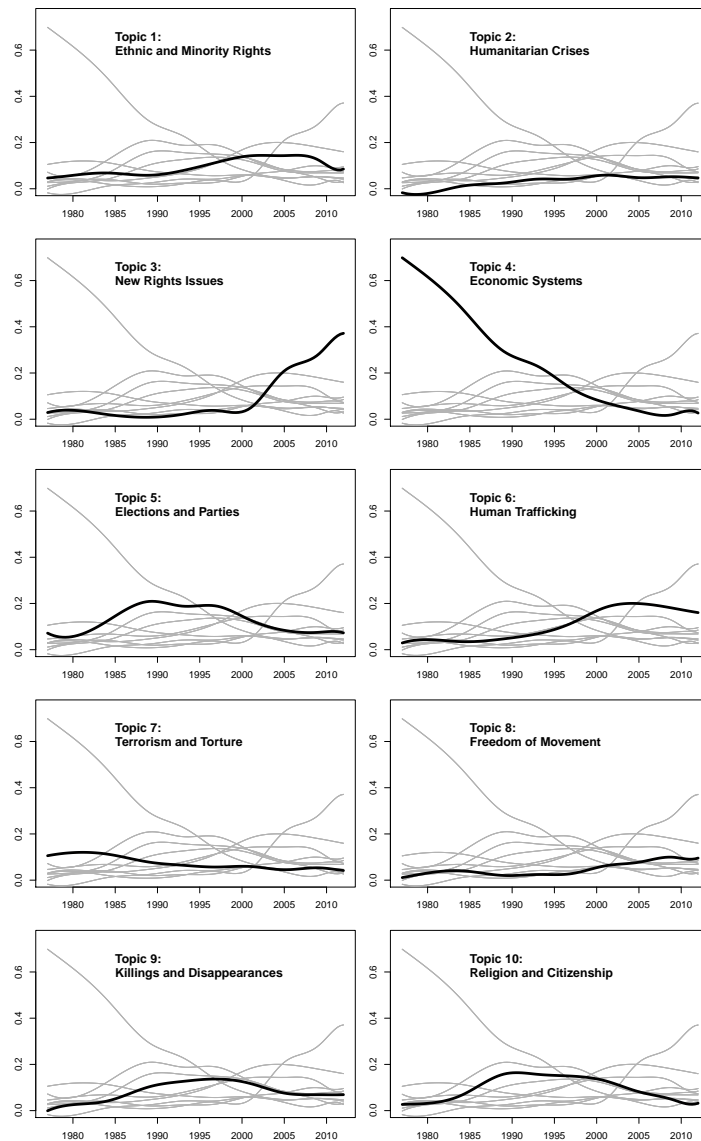 Topic 1:
Ethnic and Minority Rights
0.0 0.2 0.4 0.6
1980 1985 1990 1995 2000 2005 2010
Topic 2:
Humanitarian Crises
0.0 0.2 0.4 0.6
1980 1985 1990 1995 2000 2005 2010
Topic 3:
New Rights Issues
0.0 0.2 0.4 0.6
1980 1985 1990 1995 2000 2005 2010
Topic 4:
Economic Systems
0.0 0.2 0.4 0.6
1980 1985 1990 1995 2000 2005 2010
Topic 5:
Elections and Parties
0.0 0.2 0.4 0.6
1980 1985 1990 1995 2000 2005 2010
Topic 6:
Human Trafficking
0.0 0.2 0.4 0.6
1980 1985 1990 1995 2000 2005 2010
Topic 7:
Terrorism and Torture
0.0 0.2 0.4 0.6
1980 1985 1990 1995 2000 2005 2010
Topic 8:
Freedom of Movement
0.0 0.2 0.4 0.6
1980 1985 1990 1995 2000 2005 2010
Topic 9:
Killings and Disappearances
0.0 0.2 0.4 0.6
1980 1985 1990 1995 2000 2005 2010
Topic 10:
Religion and Citizenship
0.0 0.2 0.4 0.6
1980 1985 1990 1995 2000 2005 2010